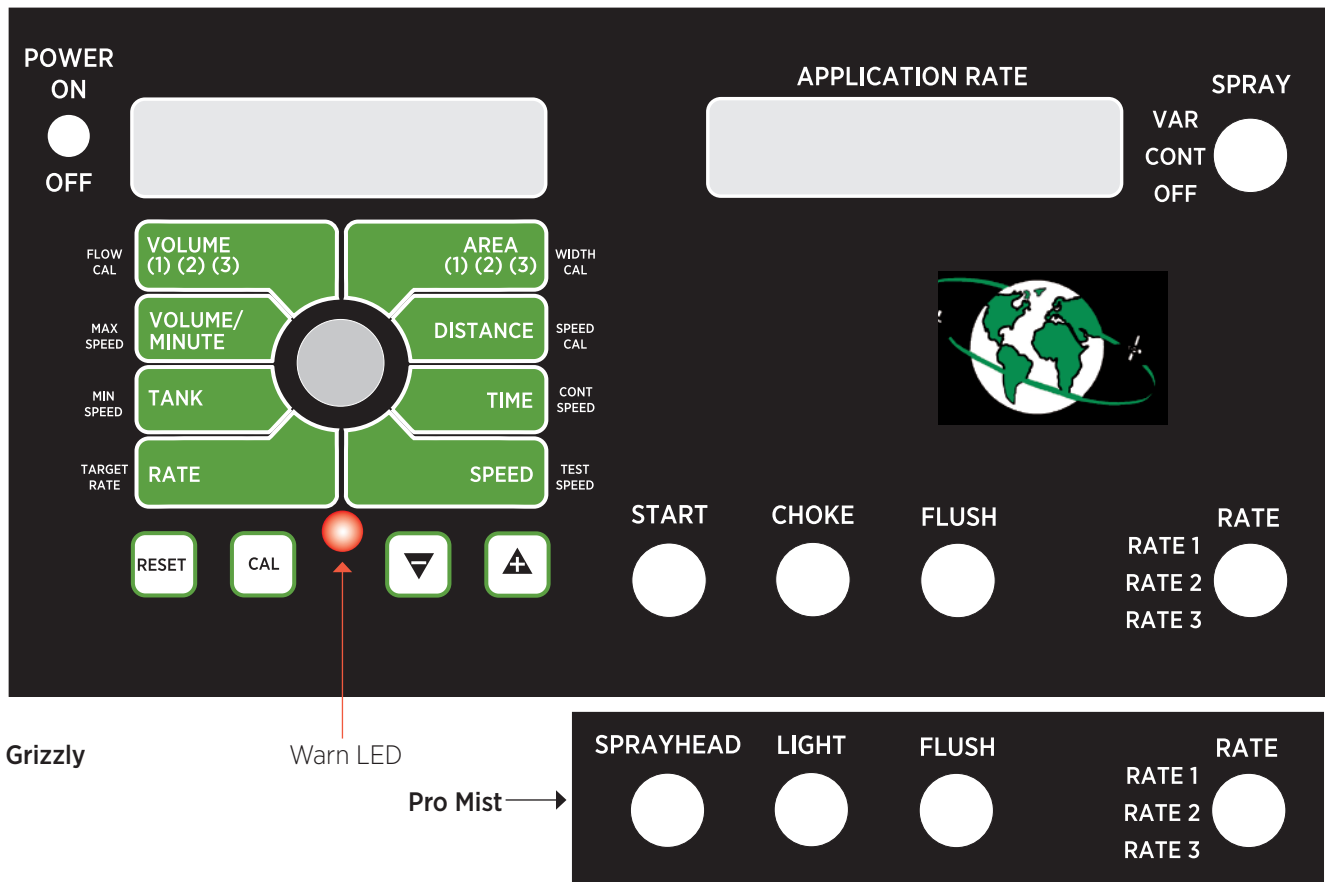 POWER
ON
OFF
APPLICATION RATE
SPRAY
VAR
CONT
OFF
FLOW
CAL
VOLUME
(1) (2) (3)
AREA
(1) (2) (3)
WIDTH
CAL
MAX
SPEED
VOLUME/
MINUTE
DISTANCE
SPEED
CAL
MIN
SPEED
TANK
TIME
CONT
SPEED
TARGET
RATE
RATE
SPEED
TEST
SPEED
RESET
CAL
−
+
START
CHOKE
FLUSH
RATE
RATE 1
RATE 2
RATE 3
Grizzly
Warn LED
Pro Mist
SPRAYHEAD
LIGHT
FLUSH
RATE
RATE 1
RATE 2
RATE 3